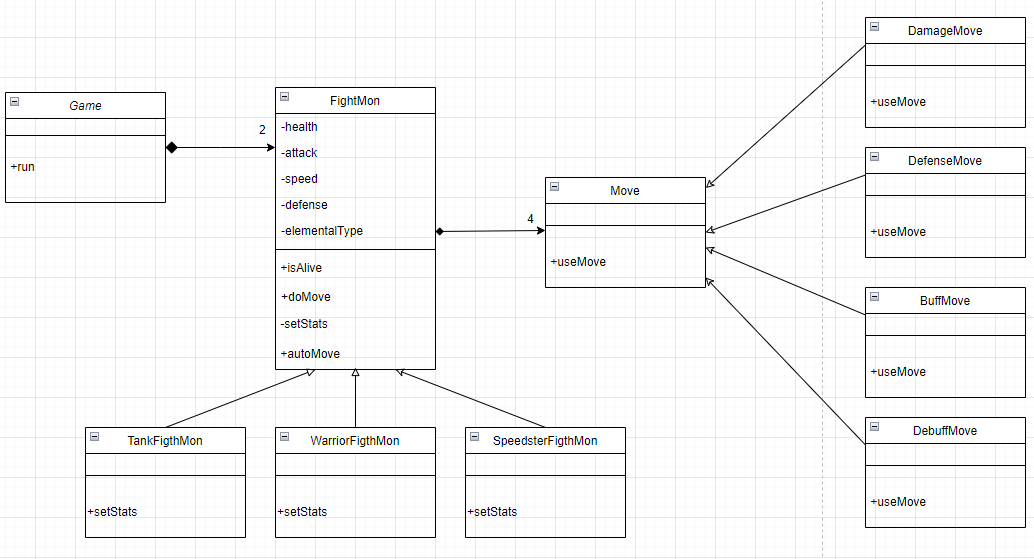 Game
+run
2
FightMon
-health
-attack
-speed
-defense
-elementalType
+isAlive
+doMove
-setStats
+autoMove
4
Move
+useMove
DamageMove
+useMove
DefenseMove
+useMove
BuffMove
+useMove
DebuffMove
+useMove
TankFigthMon
+setStats
WarriorFigthMon
+setStats
SpeedsterFigthMon
+setStats